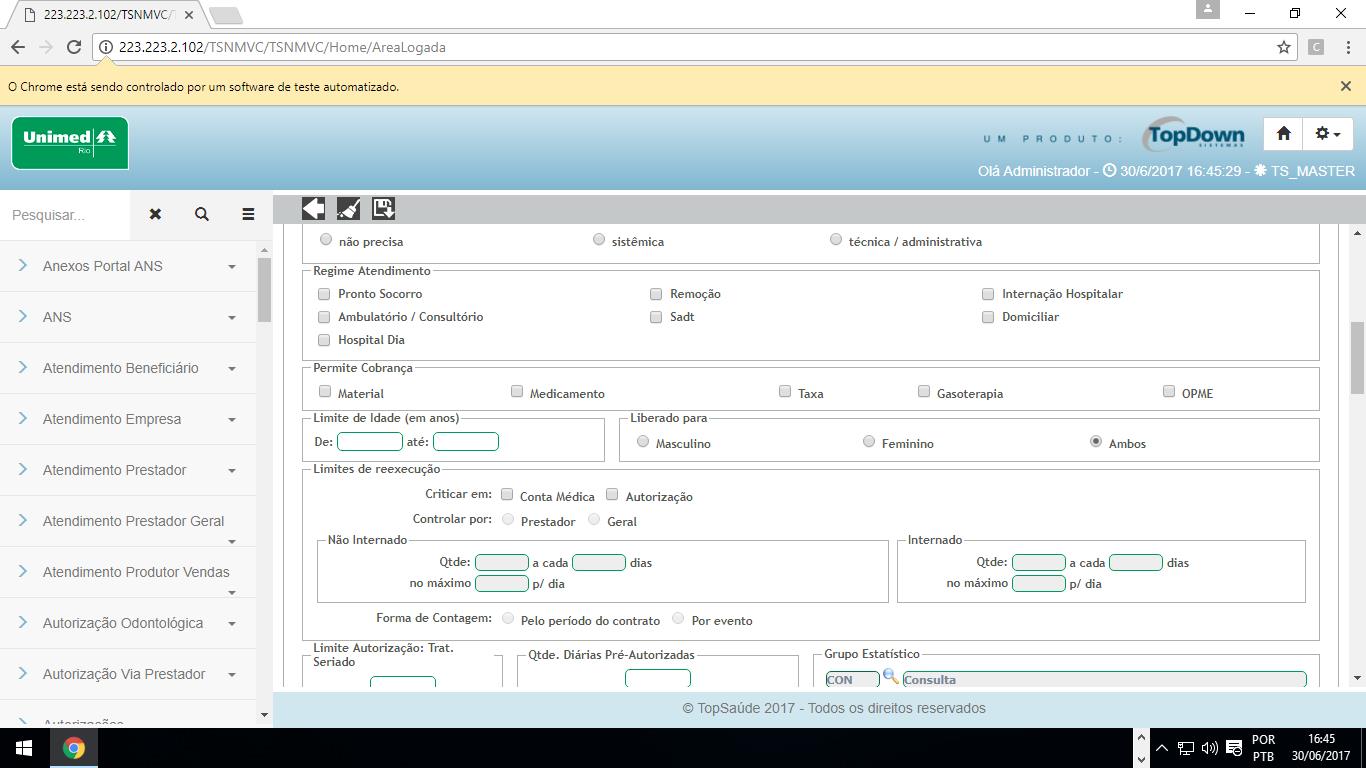 223.223.2.102/TSNMVC/T
223.223.2.102/TSNMVC/TSNMVC/Home/AreaLogada
C
O Chrome está sendo controlado por um software de teste automatizado.
Unimed
Rio
UM PRODUTO:
TopDown
SISTEMAS
Olá Administrador - 30/6/2017 16:45:29 - TS_MASTER
Pesquisar...
Anexos Portal ANS
ANS
Atendimento Beneficiário
Atendimento Empresa
Atendimento Prestador
Atendimento Prestador Geral
Atendimento Produtor Vendas
Autorização Odontológica
Autorização Via Prestador
Autorizações
não precisa sistêmica técnica / administrativa
Regime Atendimento
Pronto Socorro Remoção Internação Hospitalar
Ambulatório / Consultório Sadt Domiciliar
Hospital Dia
Permite Cobrança
Material Medicamento Taxa Gasoterapia OPME
Limite de Idade (em anos) Liberado para
De: até: Masculino Feminino Ambos
Limites de reexecução
Criticar em: Conta Médica Autorização
Controlar por: Prestador Geral
Não Internado Internado
Qtde: a cada dias Qtde: a cada dias
no máximo p/ dia no máximo p/ dia
Forma de Contagem: Pelo período do contrato Por evento
Limite Autorização: Trat. Seriado
Qtde. Diárias Pré-Autorizadas
Grupo Estatístico
CON Consulta
© TopSaúde 2017 - Todos os direitos reservados
POR
PTB
16:45
30/06/2017